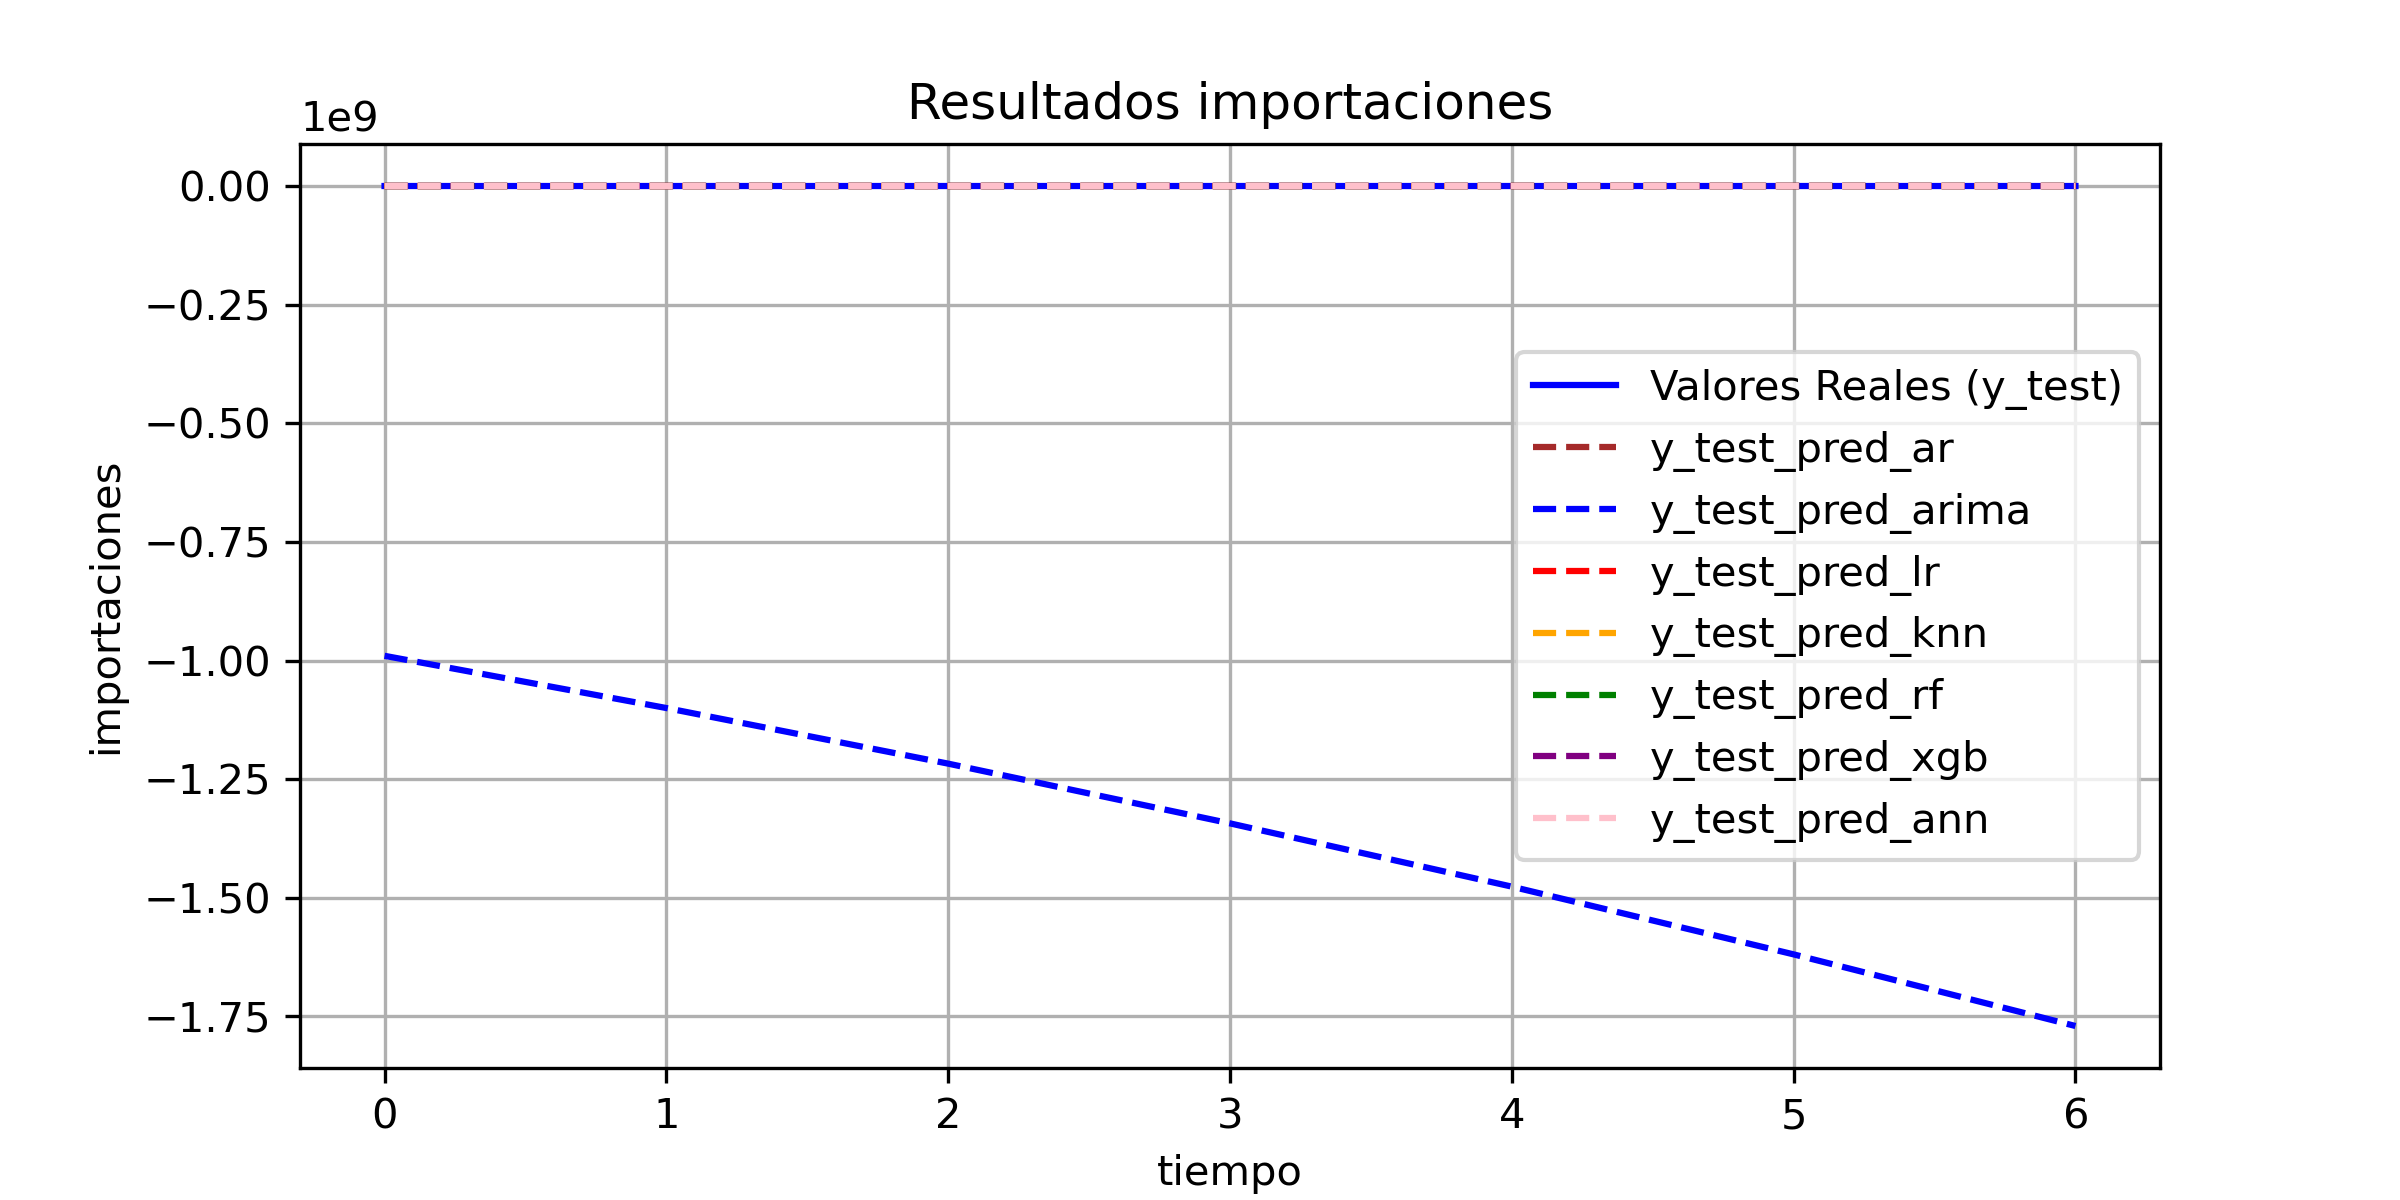 Resultados importaciones
1e9
0.00
−0.25
−0.50
−0.75
−1.00
−1.25
−1.50
−1.75
importaciones
Valores Reales (y_test)
y_test_pred_ar
y_test_pred_arima
y_test_pred_lr
y_test_pred_knn
y_test_pred_rf
y_test_pred_xgb
y_test_pred_ann
0 1 2 3 4 5 6
tiempo